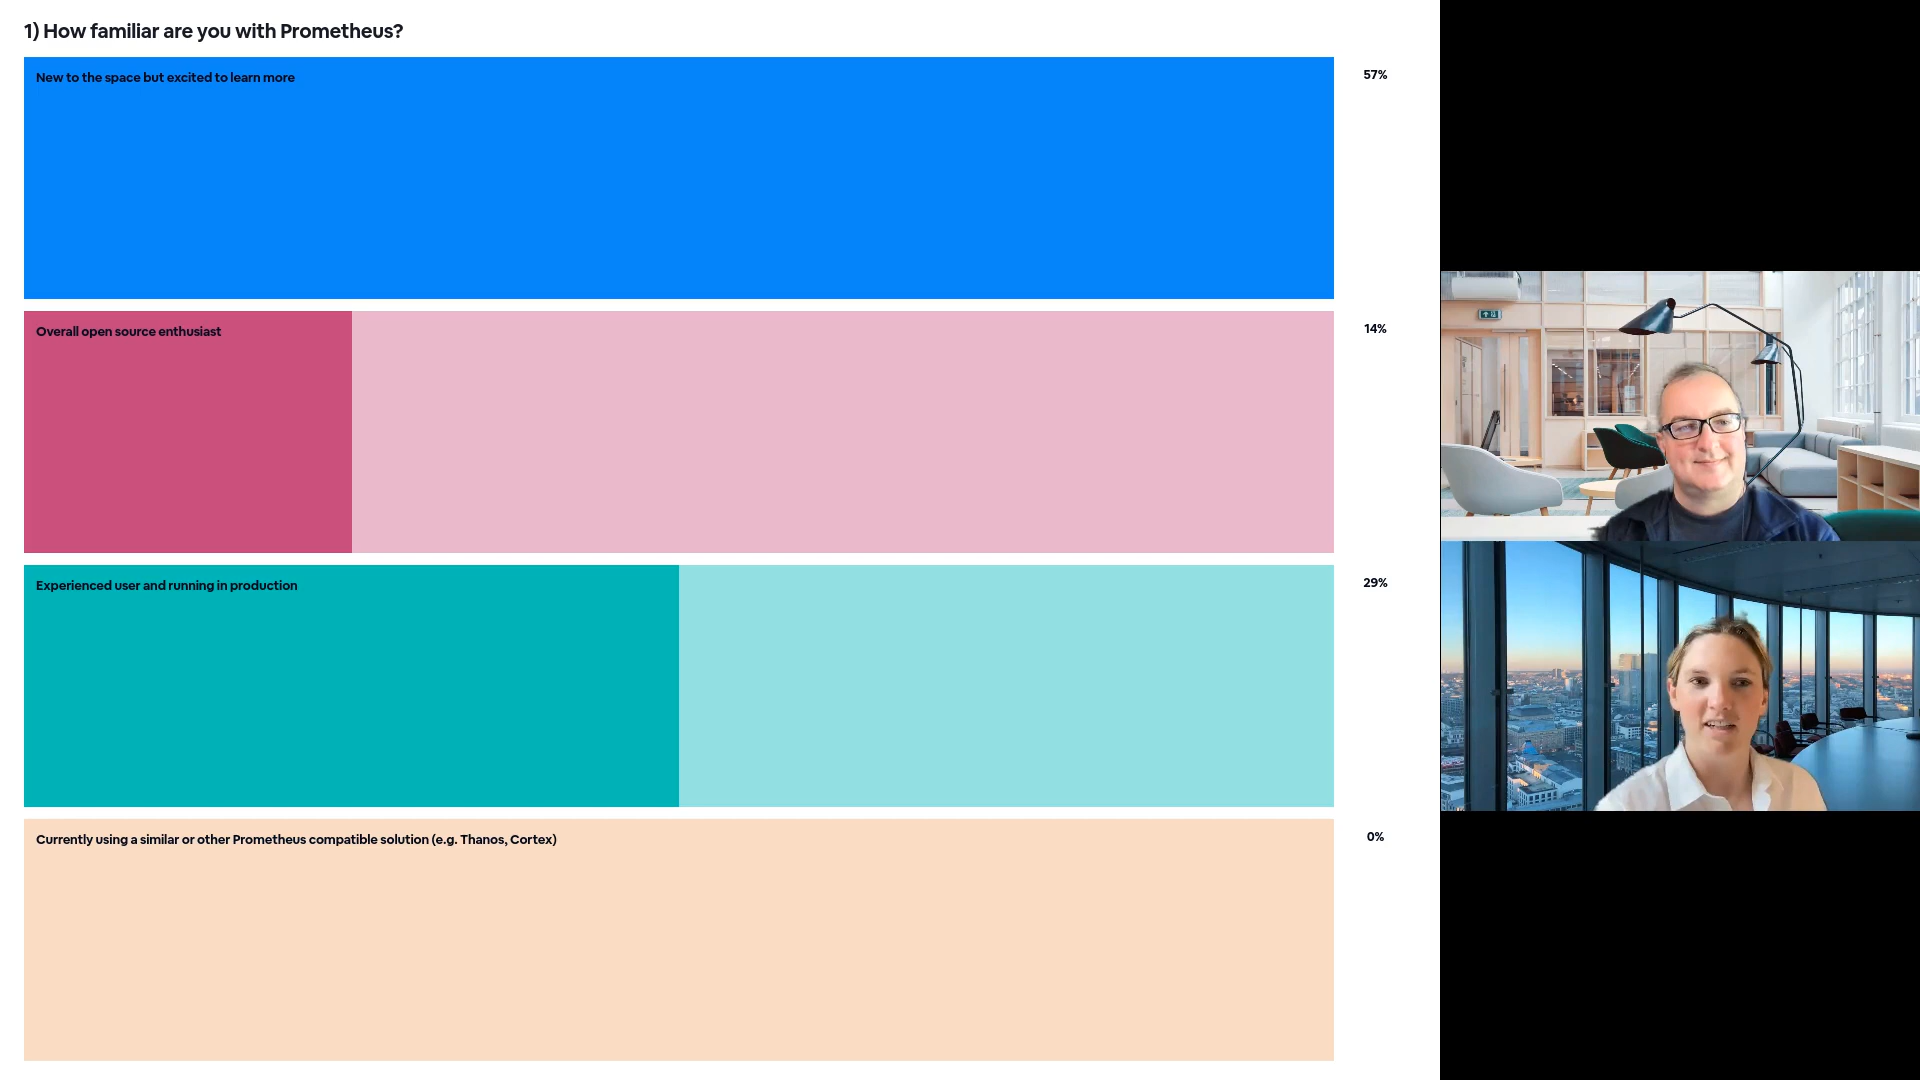 1) How familiar are you with Prometheus?
New to the space but excited to learn more
57%
Overall open source enthusiast
14%
Experienced user and running in production
29%
Currently using a similar or other Prometheus compatible solution (e.g. Thanos, Cortex)
0%